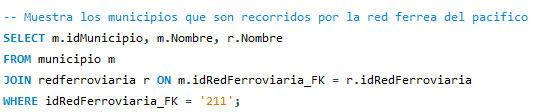 -- Muestra los municipios que son recorridos por la red ferrea del pacifico
SELECT m.idMunicipio, m.Nombre, r.Nombre
FROM municipio m
JOIN redferroviaria r ON m.idRedFerroviaria_FK = r.idRedFerroviaria
WHERE idRedFerroviaria_FK = '211';